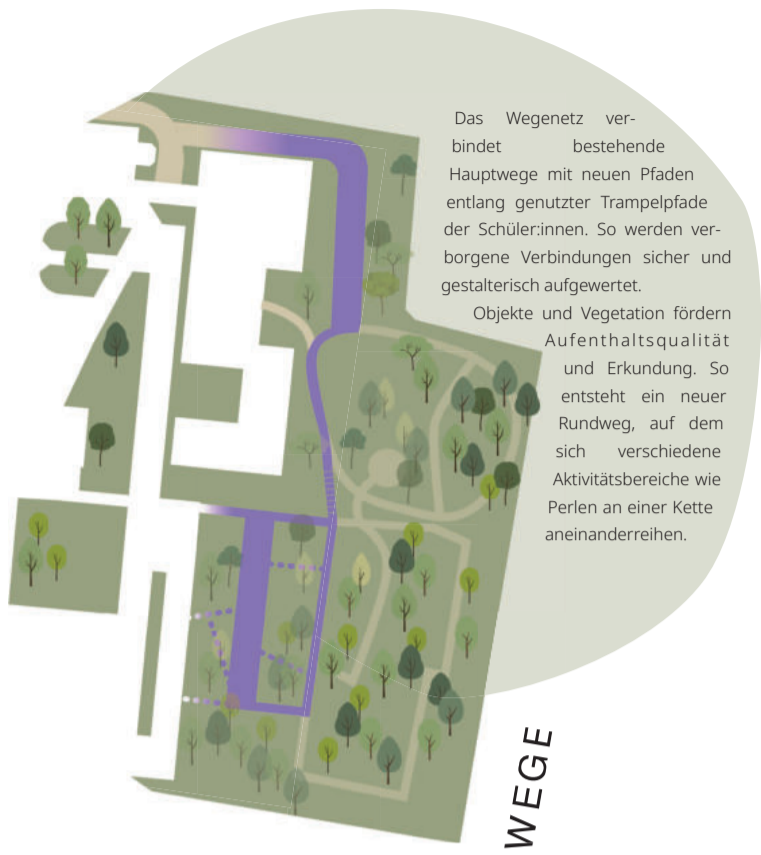 Das Wegenetz ver-
bindet bestehende
Hauptwege mit neuen Pfaden
entlang genutzter Trampelpfade
der Schüler:innen. So werden ver-
borgene Verbindungen sicher und
gestalterisch aufgewertet.
Objekte und Vegetation fördern
Aufenthaltsqualität
und Erkundung. So
entsteht ein neuer
Rundweg, auf dem
sich verschiedene
Aktivitätsbereiche wie
Perlen an einer Kette
aneinanderreihen.
WEGE